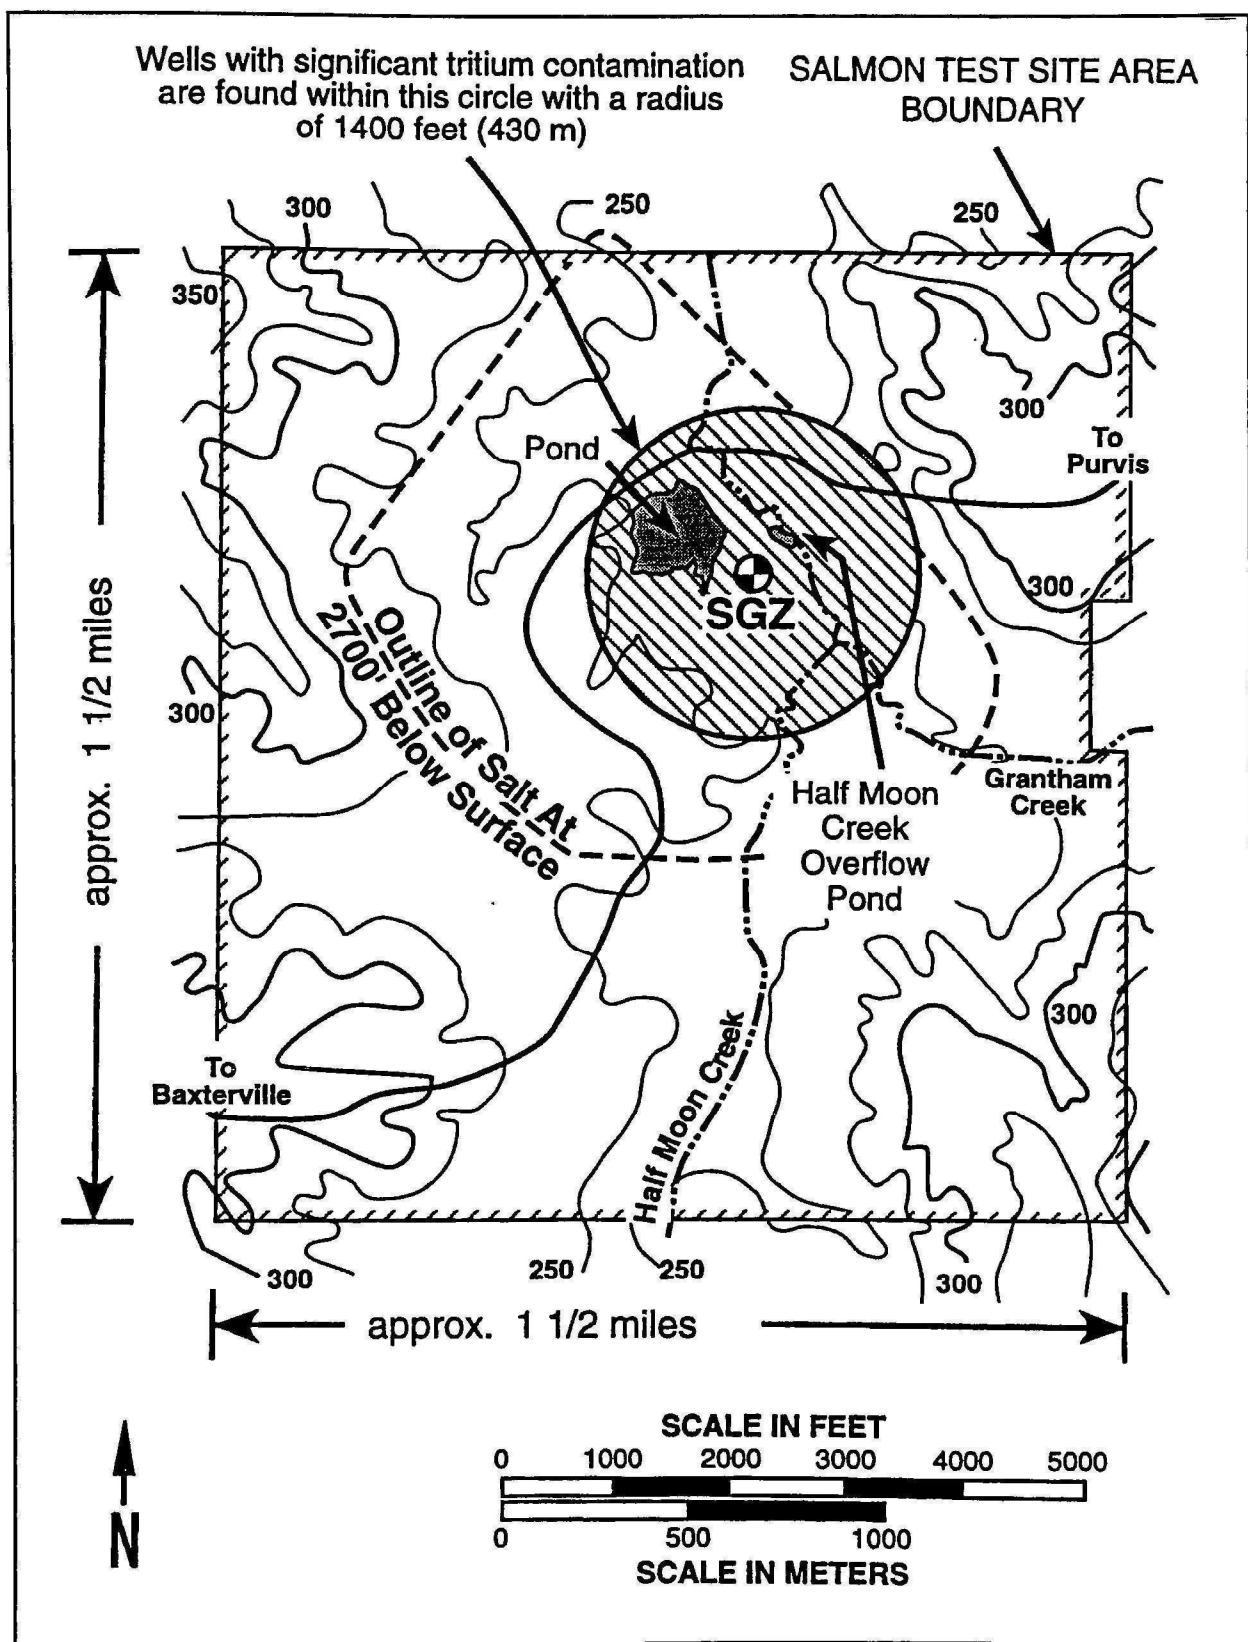 Wells with significant tritium contamination
are found within this circle with a radius
of 1400 feet (430 m)
SALMON TEST SITE AREA
BOUNDARY
300
250
250
350
300
To
Purvis
Pond
SGZ
300
Outline of Salt At
2700' Below Surface
300
approx. 1 1/2 miles
Grantham
Creek
Half Moon
Creek
Overflow
Pond
300
Half Moon Creek
To
Baxterville
300
250
250
300
approx. 1 1/2 miles
N
SCALE IN FEET
0 1000 2000 3000 4000 5000
0 500 1000
SCALE IN METERS